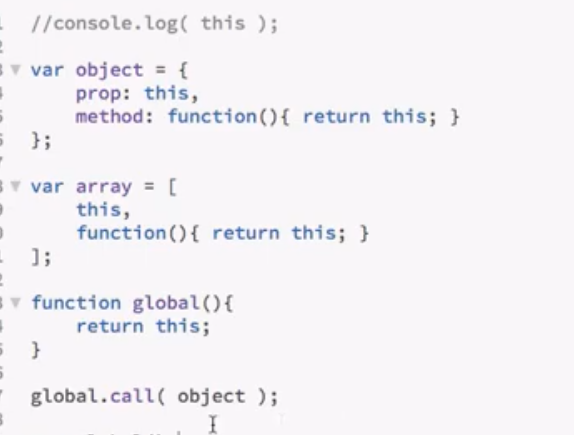 //console.log( this );
var object = {
prop: this,
method: function(){ return this; }
};
var array = [
this,
function(){ return this; }
];
function global(){
return this;
}
global.call( object );